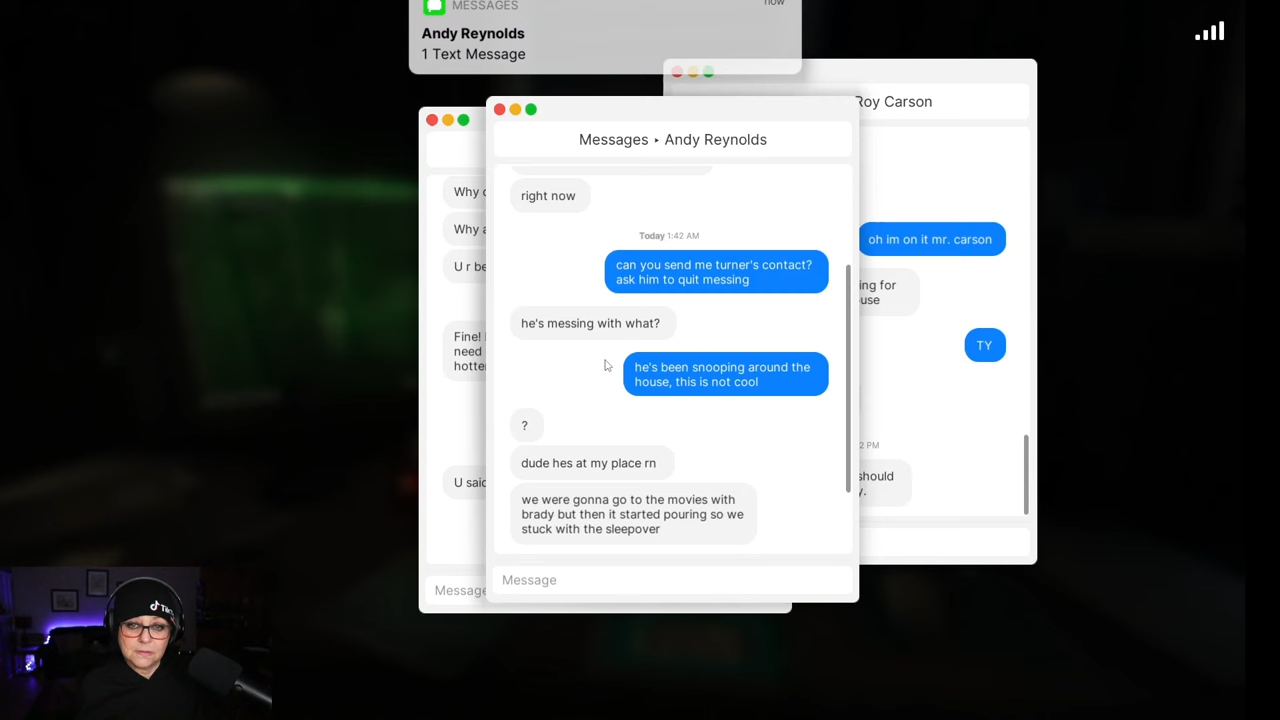 MESSAGES
now
Andy Reynolds
1 Text Message
Roy Carson
Messages ▸ Andy Reynolds
right now
Today 1:42 AM
can you send me turner's contact?
ask him to quit messing
he's messing with what?
he's been snooping around the
house, this is not cool
?
dude hes at my place rn
we were gonna go to the movies with
brady but then it started pouring so we
stuck with the sleepover
Message
Why
Why
U r be
Fine!
need
hotte
U said
Message
oh im on it mr. carson
ing for
use
TY
2 PM
should
y.